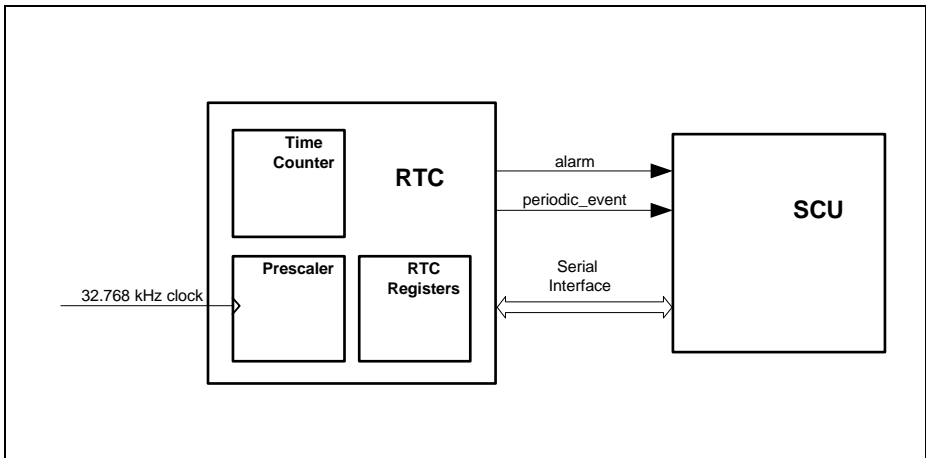 Time
Counter
RTC
alarm
periodic_event
SCU
Prescaler
RTC
Registers
Serial
Interface
32.768 kHz clock